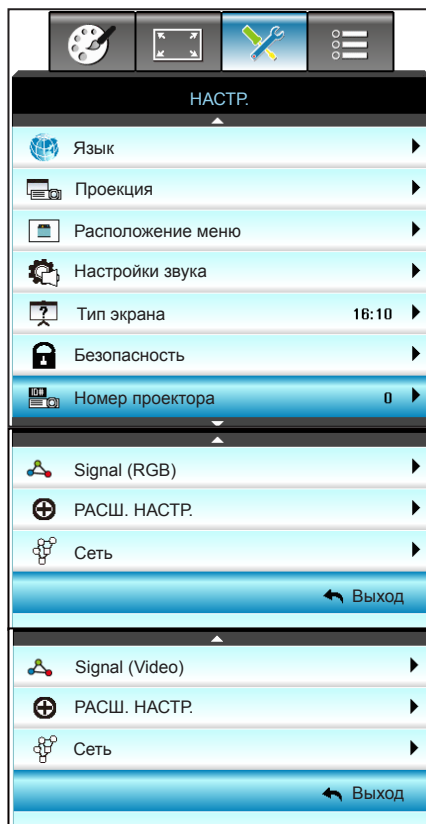 НАСТР.
Язык
Проекция
Расположение меню
Настройки звука
? Тип экрана 16:10
Безопасность
ID# Номер проектора 0
Signal (RGB)
РАСШ. НАСТР.
Сеть
Выход
Signal (Video)
РАСШ. НАСТР.
Сеть
Выход